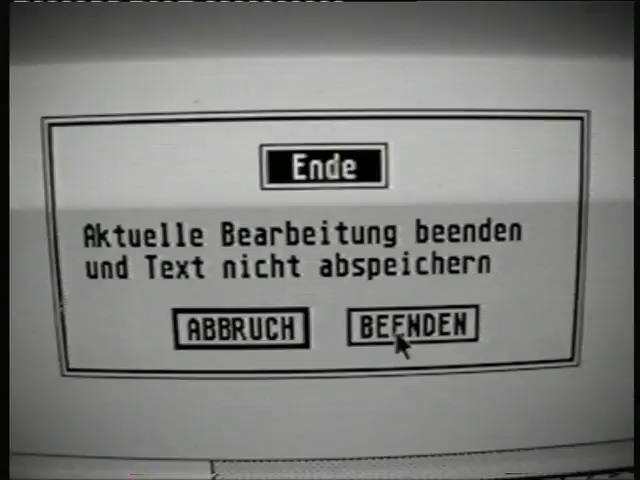 Ende
Aktuelle Bearbeitung beenden
und Text nicht abspeichern
ABBRUCH BEENDEN